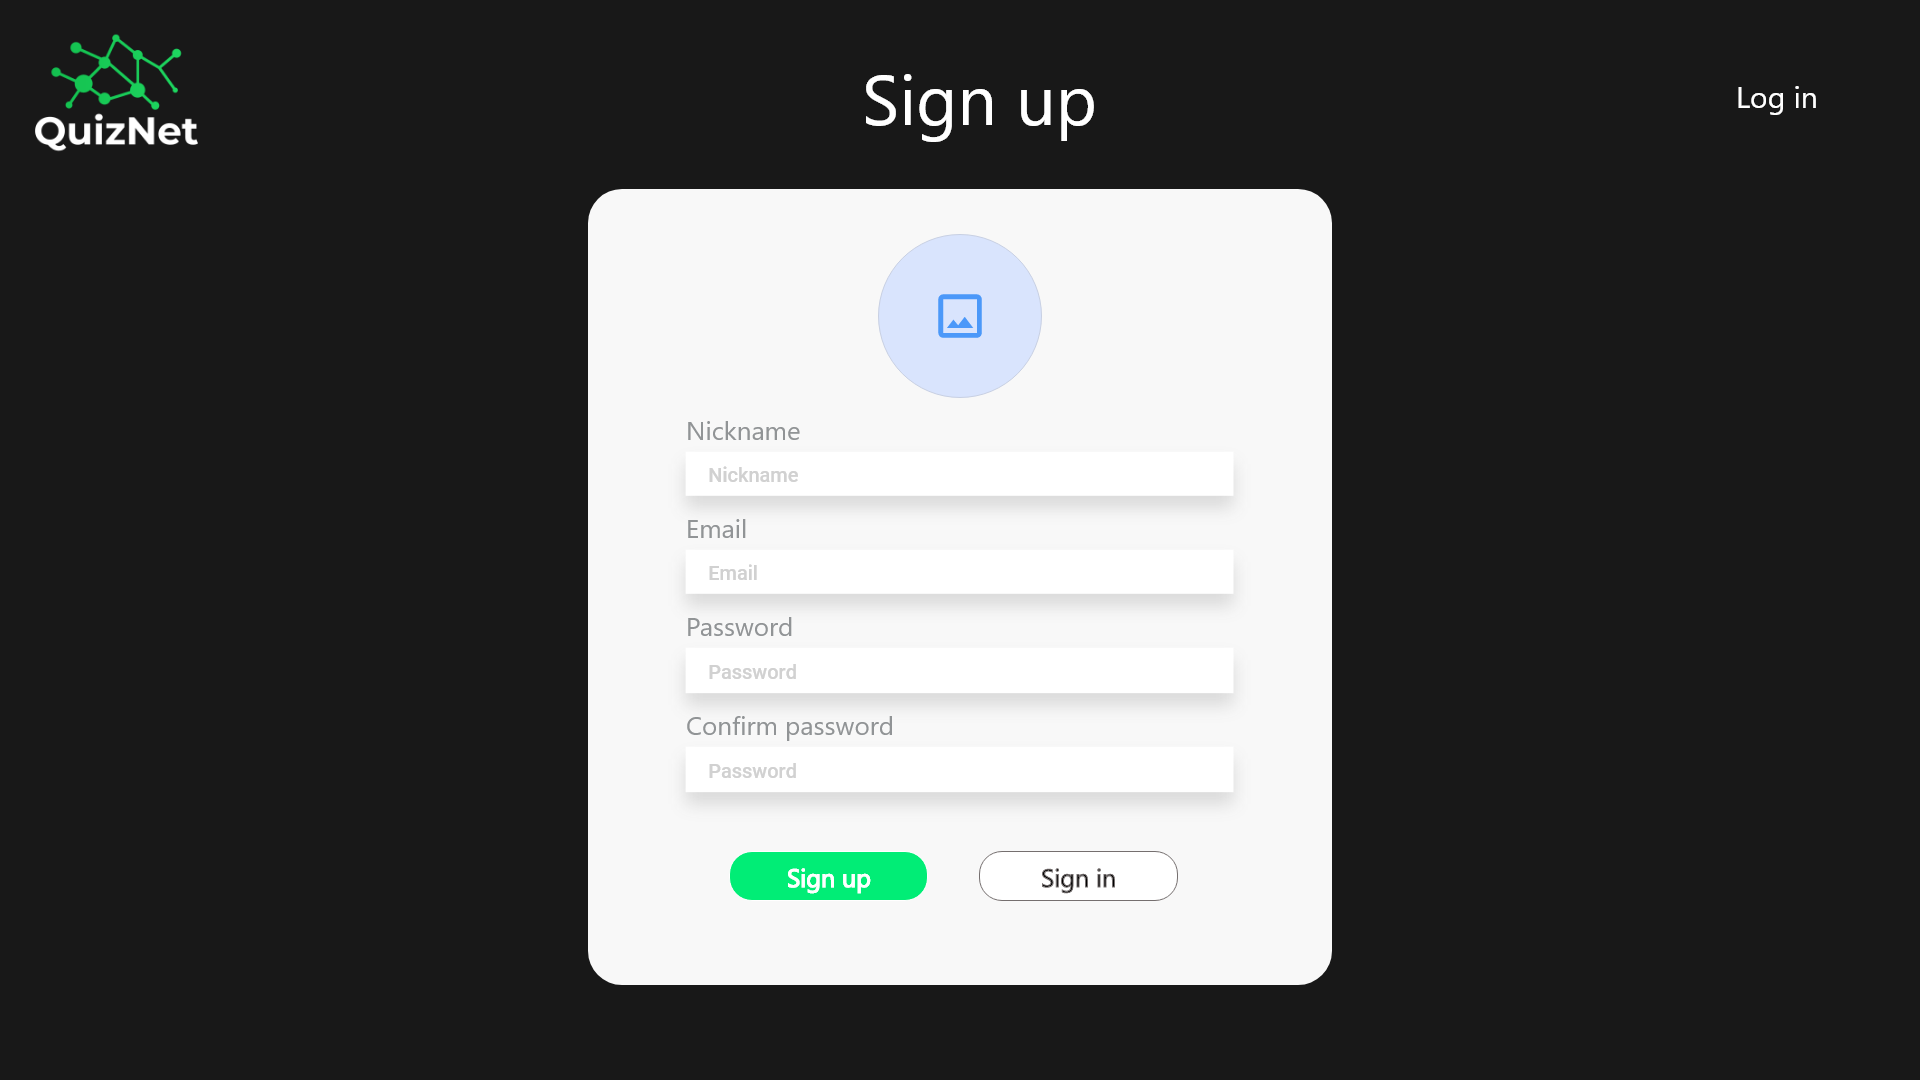 QuizNet
Sign up
Log in
Nickname
Nickname
Email
Email
Password
Password
Confirm password
Password
Sign up
Sign in